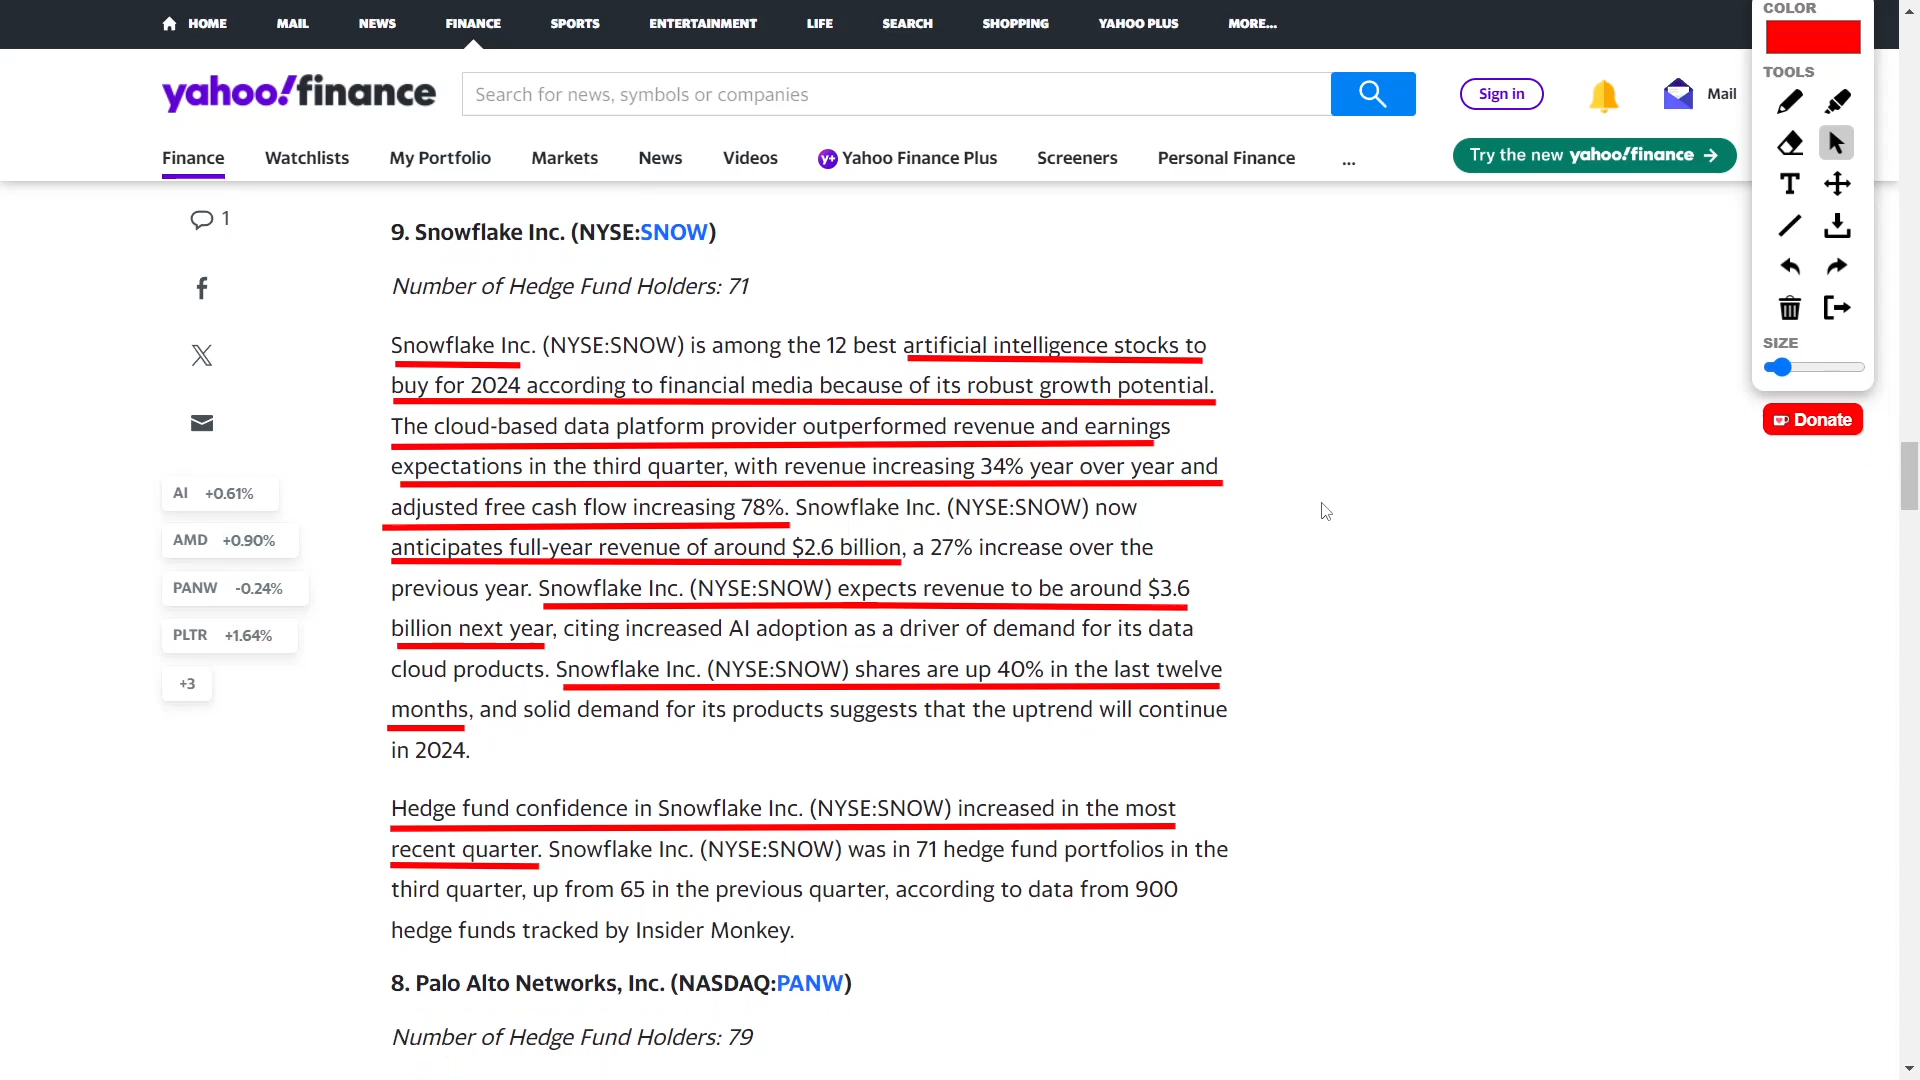 HOME MAIL NEWS FINANCE SPORTS ENTERTAINMENT LIFE SEARCH SHOPPING YAHOO PLUS MORE...
yahoo!finance
Search for news, symbols or companies
Sign in
Mail
Finance Watchlists My Portfolio Markets News Videos y+ Yahoo Finance Plus Screeners Personal Finance ...
Try the new yahoo!finance →
1
AI +0.61%
AMD +0.90%
PANW -0.24%
PLTR +1.64%
+3
9. Snowflake Inc. (NYSE:SNOW)
Number of Hedge Fund Holders: 71
Snowflake Inc. (NYSE:SNOW) is among the 12 best artificial intelligence stocks to
buy for 2024 according to financial media because of its robust growth potential.
The cloud-based data platform provider outperformed revenue and earnings
expectations in the third quarter, with revenue increasing 34% year over year and
adjusted free cash flow increasing 78%. Snowflake Inc. (NYSE:SNOW) now
anticipates full-year revenue of around $2.6 billion, a 27% increase over the
previous year. Snowflake Inc. (NYSE:SNOW) expects revenue to be around $3.6
billion next year, citing increased AI adoption as a driver of demand for its data
cloud products. Snowflake Inc. (NYSE:SNOW) shares are up 40% in the last twelve
months, and solid demand for its products suggests that the uptrend will continue
in 2024.
Hedge fund confidence in Snowflake Inc. (NYSE:SNOW) increased in the most
recent quarter. Snowflake Inc. (NYSE:SNOW) was in 71 hedge fund portfolios in the
third quarter, up from 65 in the previous quarter, according to data from 900
hedge funds tracked by Insider Monkey.
8. Palo Alto Networks, Inc. (NASDAQ:PANW)
Number of Hedge Fund Holders: 79
COLOR
TOOLS
T
SIZE
Donate